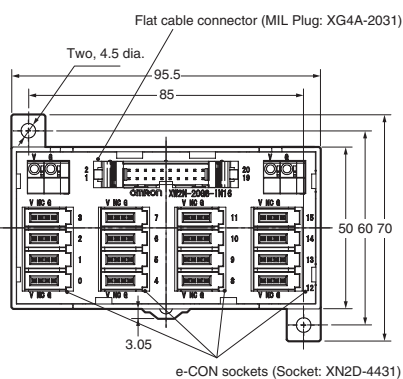 Flat cable connector (MIL Plug: XG4A-2031)
Two, 4.5 dia.
95.5
85
V G
2
1
20
19
V G
omron XW2N-20G8-IN16
V NC G
V NC G
V NC G
V NC G
3
7
11
15
2
6
10
14
1
5
9
13
0
4
8
12
V NC G
V NC G
V NC G
V NC G
50 60 70
3.05
e-CON sockets (Socket: XN2D-4431)